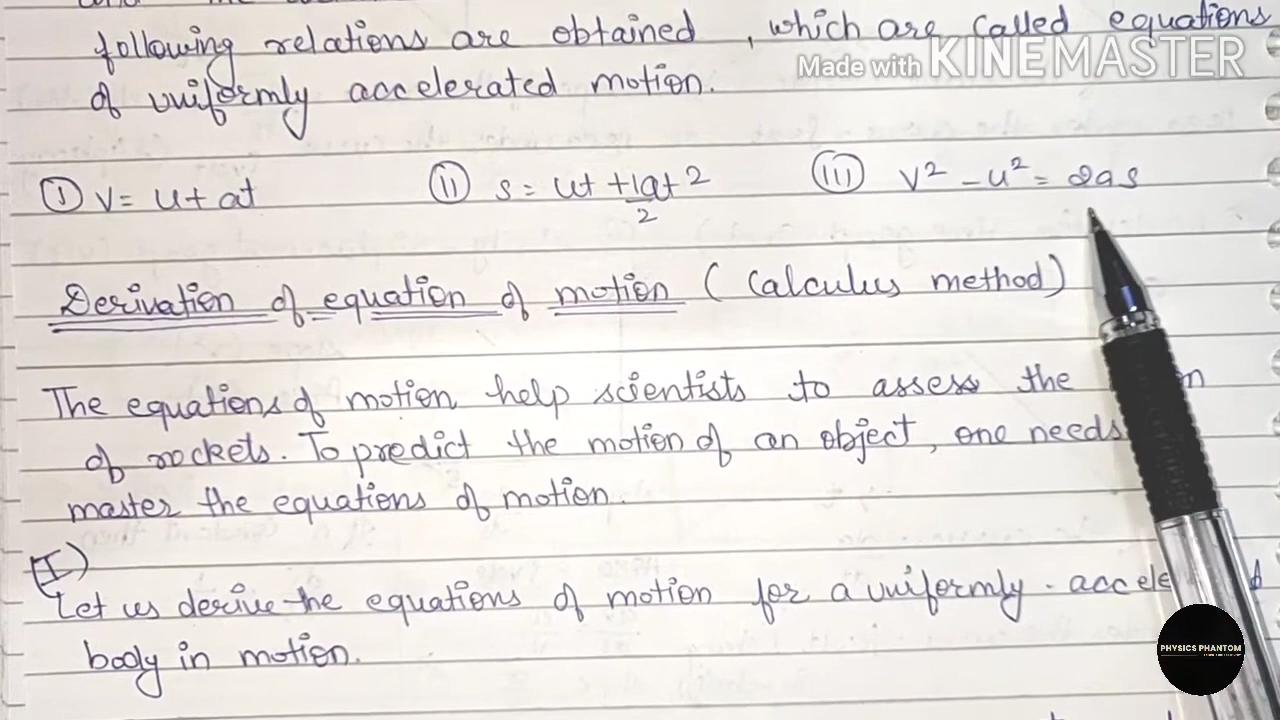 following relations are obtained, which are called equations
of uniformly accelerated motion.
Made with KINEMASTER
(I) v = u + at (II) s = ut + 1/2 at² (III) v² - u² = 2as
Derivation of equation of motion (Calculus method)
The equations of motion help scientists to assess the
of rockets. To predict the motion of an object, one needs
master the equations of motion.
(I)
Let us derive the equations of motion for a uniformly - accele
body in motion.
PHYSICS PHANTOM